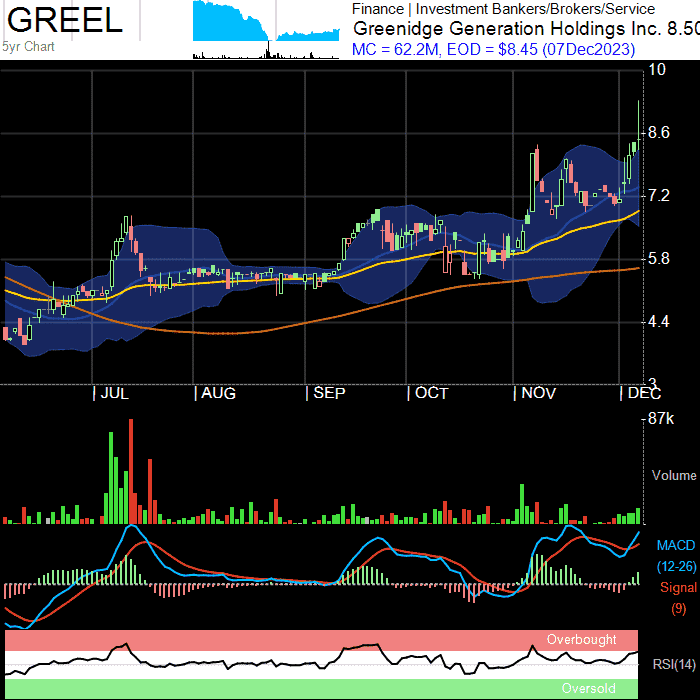 GREEL
5yr Chart
Finance | Investment Bankers/Brokers/Service
Greenidge Generation Holdings Inc. 8.50
MC = 62.2M, EOD = $8.45 (07Dec2023)
10
8.6
7.2
5.8
4.4
3
JUL AUG SEP OCT NOV DEC
87k
Volume
MACD
(12-26)
Signal
(9)
Overbought
RSI(14)
Oversold